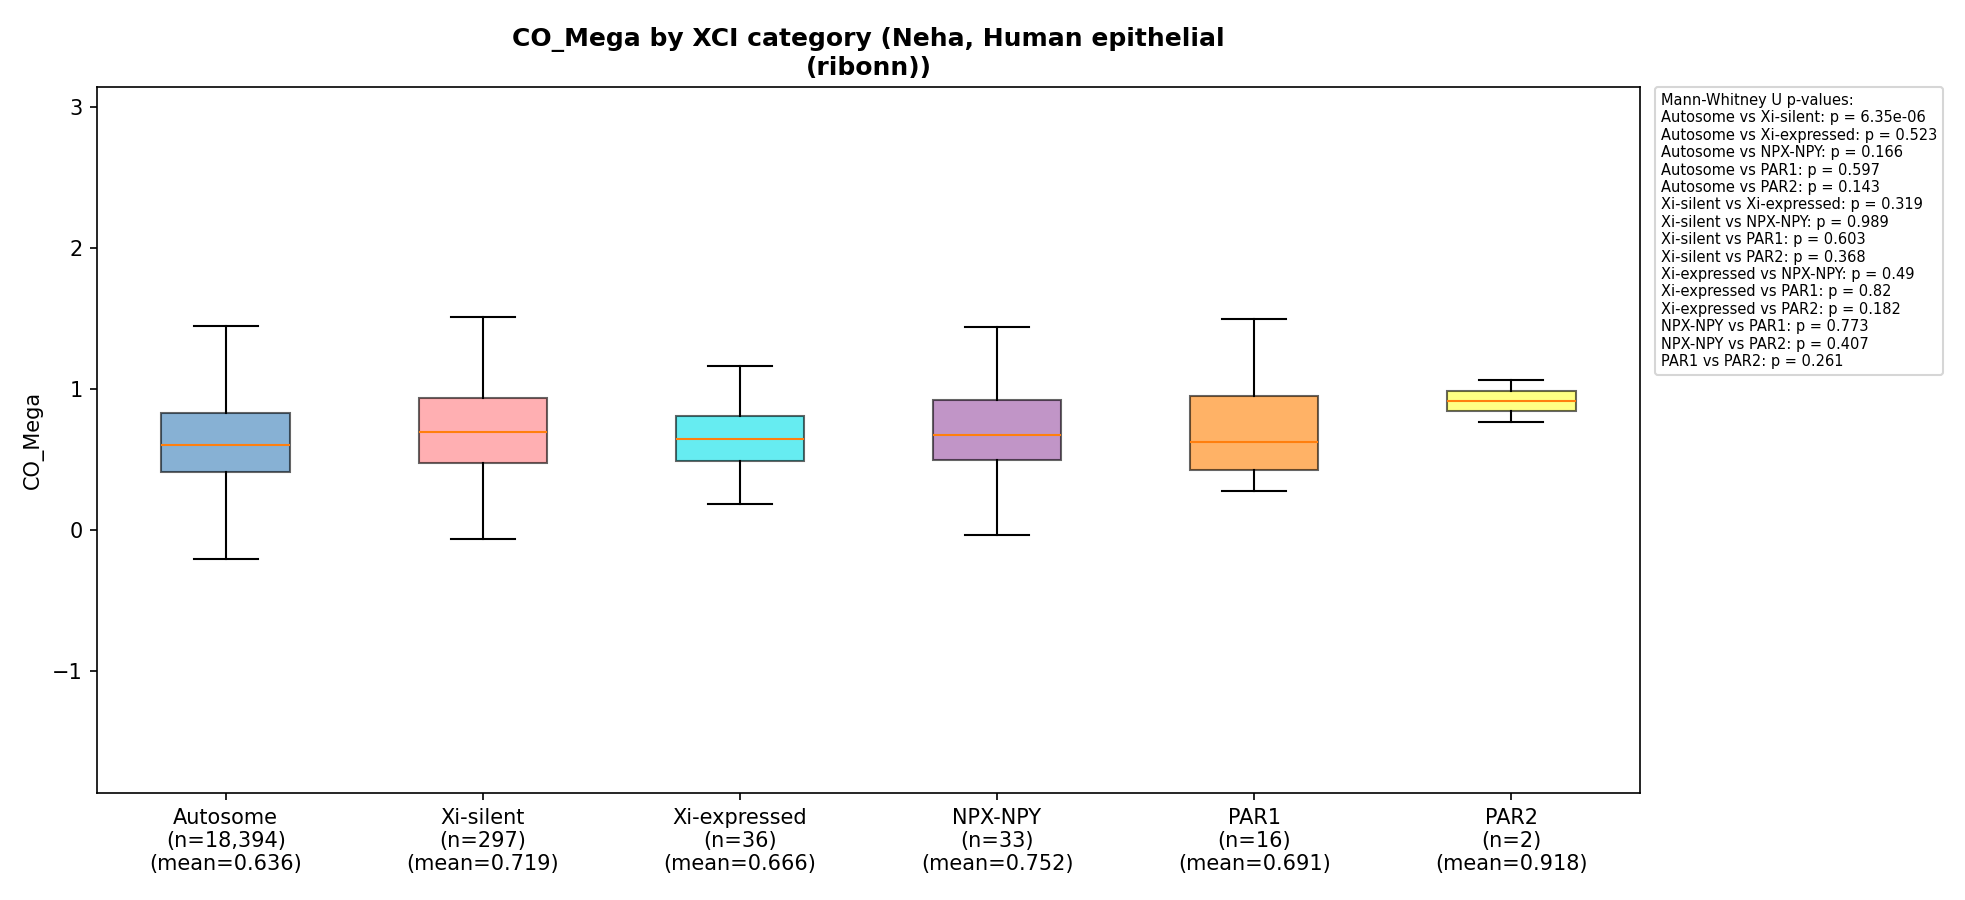 CO_Mega by XCI category (Neha, Human epithelial
(ribonn))
CO_Mega
3
2
1
0
−1
Autosome
(n=18,394)
(mean=0.636)
Xi-silent
(n=297)
(mean=0.719)
Xi-expressed
(n=36)
(mean=0.666)
NPX-NPY
(n=33)
(mean=0.752)
PAR1
(n=16)
(mean=0.691)
PAR2
(n=2)
(mean=0.918)
Mann-Whitney U p-values:
Autosome vs Xi-silent: p = 6.35e-06
Autosome vs Xi-expressed: p = 0.523
Autosome vs NPX-NPY: p = 0.166
Autosome vs PAR1: p = 0.597
Autosome vs PAR2: p = 0.143
Xi-silent vs Xi-expressed: p = 0.319
Xi-silent vs NPX-NPY: p = 0.989
Xi-silent vs PAR1: p = 0.603
Xi-silent vs PAR2: p = 0.368
Xi-expressed vs NPX-NPY: p = 0.49
Xi-expressed vs PAR1: p = 0.82
Xi-expressed vs PAR2: p = 0.182
NPX-NPY vs PAR1: p = 0.773
NPX-NPY vs PAR2: p = 0.407
PAR1 vs PAR2: p = 0.261